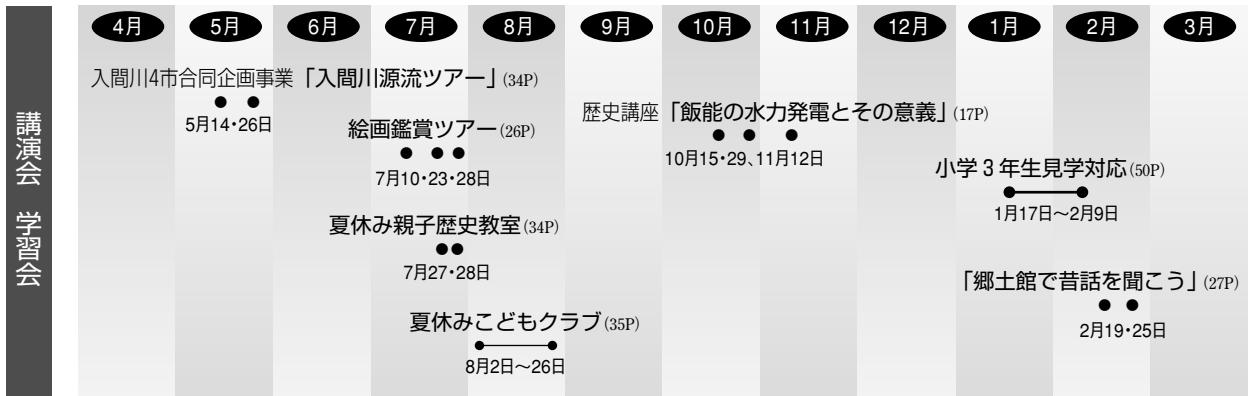 講演会 学習会
4月 5月 6月 7月 8月 9月 10月 11月 12月 1月 2月 3月
入間川4市合同企画事業「入間川源流ツアー」(34P)
5月14・26日
絵画鑑賞ツアー(26P)
7月10・23・28日
夏休み親子歴史教室(34P)
7月27・28日
夏休みこどもクラブ(35P)
8月2日～26日
歴史講座「飯能の水力発電とその意義」(17P)
10月15・29、11月12日
小学3年生見学対応(50P)
1月17日～2月9日
「郷土館で昔話を聞こう」(27P)
2月19・25日